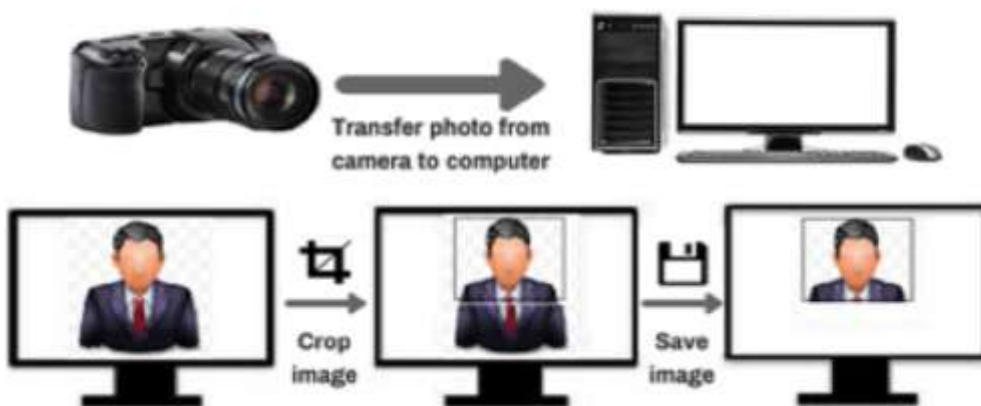 Transfer photo from
camera to computer
Crop
image
Save
image